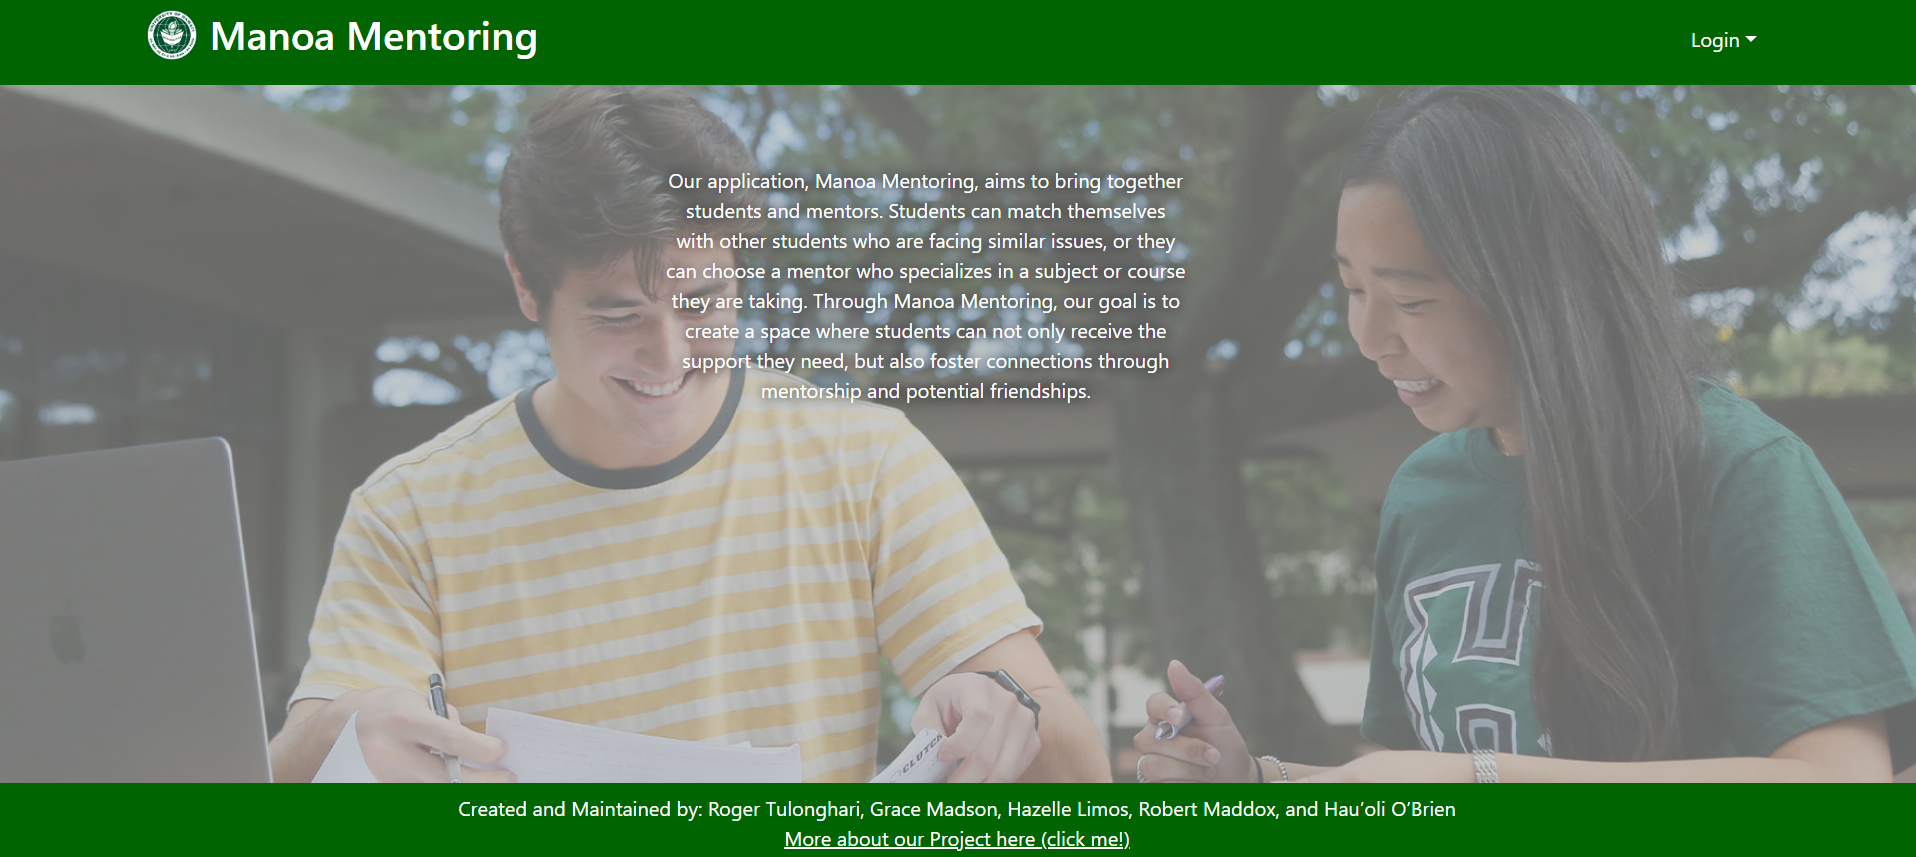 Manoa Mentoring
Login
Our application, Manoa Mentoring, aims to bring together
students and mentors. Students can match themselves
with other students who are facing similar issues, or they
can choose a mentor who specializes in a subject or course
they are taking. Through Manoa Mentoring, our goal is to
create a space where students can not only receive the
support they need, but also foster connections through
mentorship and potential friendships.
CLUTCH
Created and Maintained by: Roger Tulonghari, Grace Madson, Hazelle Limos, Robert Maddox, and Hauʻoli OʻBrien
More about our Project here (click me!)